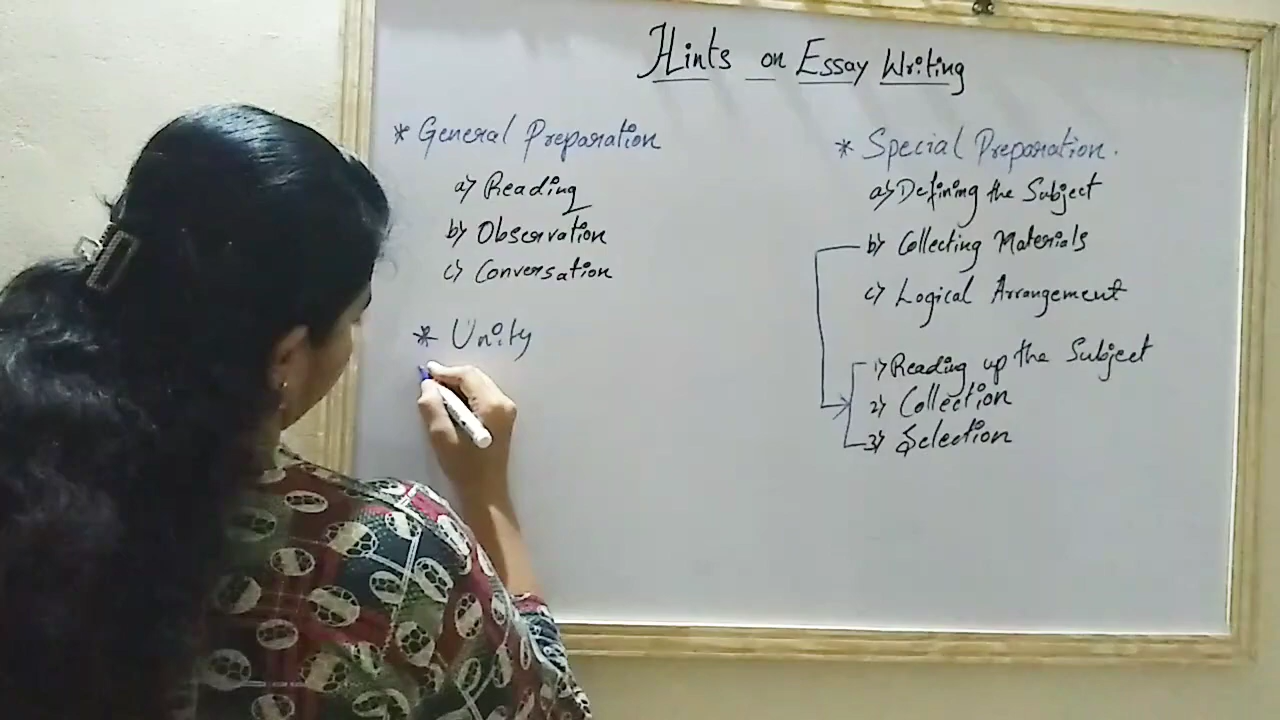 Hints on Essay Writing
* General Preparation
a) Reading
b) Observation
c) Conversation
* Unity
* Special Preparation.
a) Defining the Subject
b) Collecting Materials
c) Logical Arrangement
1) Reading up the Subject
2) Collection
3) Selection